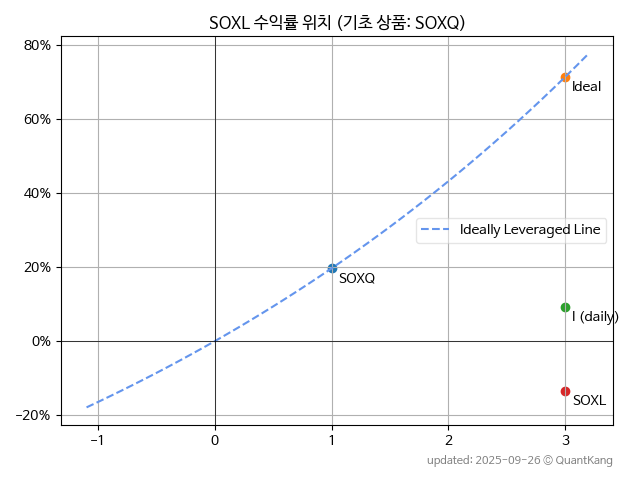 SOXL 수익률 위치 (기초 상품: SOXQ)
80%
60%
40%
20%
0%
−20%
Ideal
Ideally Leveraged Line
SOXQ
I (daily)
SOXL
−1 0 1 2 3
updated: 2025-09-26 © QuantKang